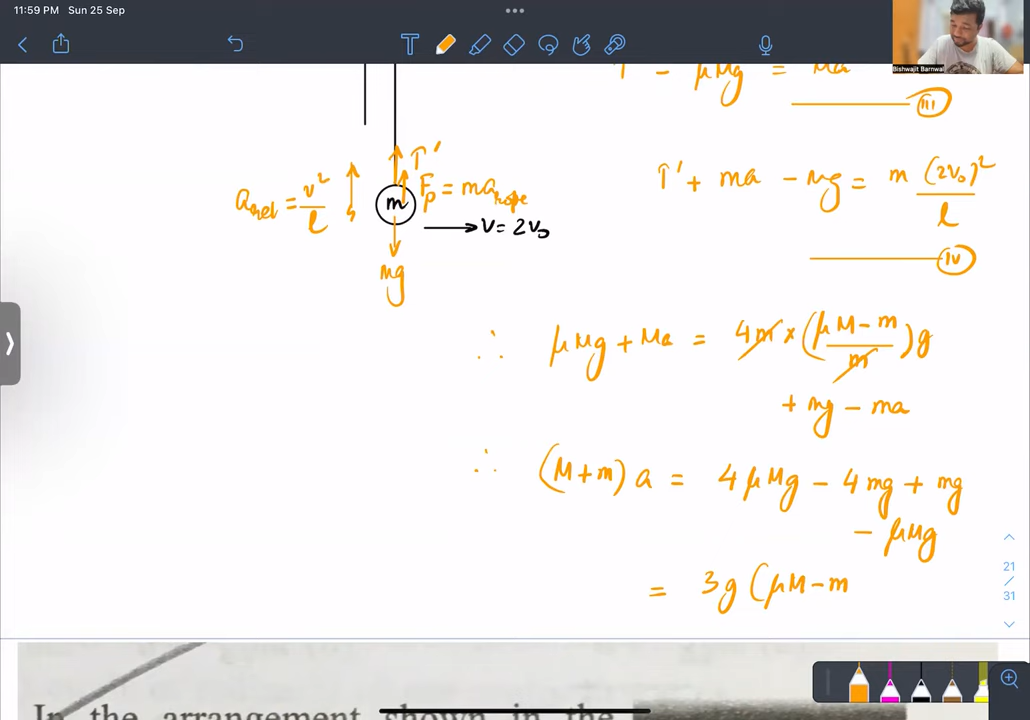 11:59 PM Sun 25 Sep
Bishwajit Barnwal
T - μMg = Ma
(iii)
T'
a_rel = v²/l
m
F_p = ma_rope
v = 2v₀
mg
T' + ma - mg = m (2v₀)²/l
(iv)
∴ μMg + Ma = 4m × (μM - m / m) g
+ mg - ma
∴ (M+m) a = 4μMg - 4mg + mg
- μMg
= 3g (μM - m
21
/
31
In the arrangement shown in the